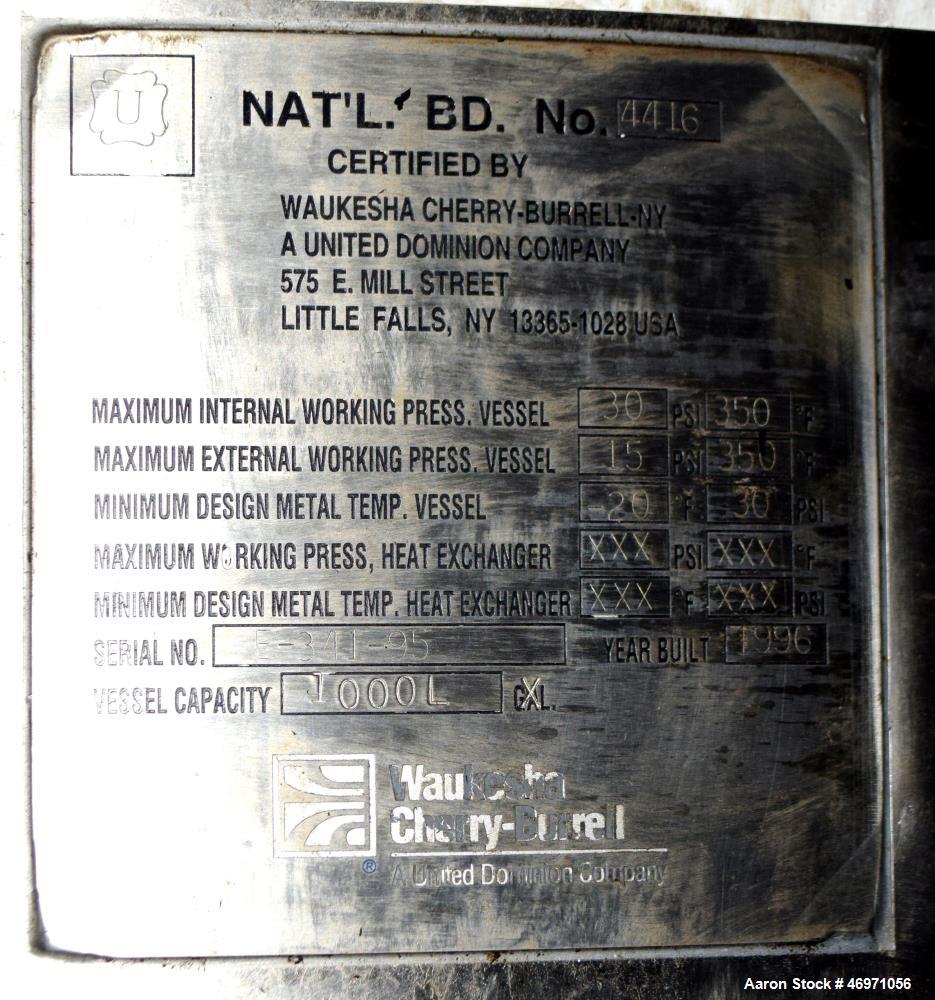 U
NAT'L. BD. No. 4416
CERTIFIED BY
WAUKESHA CHERRY-BURRELL-NY
A UNITED DOMINION COMPANY
575 E. MILL STREET
LITTLE FALLS, NY 13365-1028 USA
MAXIMUM INTERNAL WORKING PRESS. VESSEL 30 PSI 350 °F
MAXIMUM EXTERNAL WORKING PRESS. VESSEL 15 PSI 350 °F
MINIMUM DESIGN METAL TEMP. VESSEL -20 °F 30 PSI
MAXIMUM WORKING PRESS, HEAT EXCHANGER XXX PSI XXX °F
MINIMUM DESIGN METAL TEMP. HEAT EXCHANGER XXX °F XXX PSI
SERIAL NO. E-341-95 YEAR BUILT 1996
VESSEL CAPACITY 1000L GAL.
Waukesha
Cherry-Burrell
® A United Dominion Company
Aaron Stock # 46971056